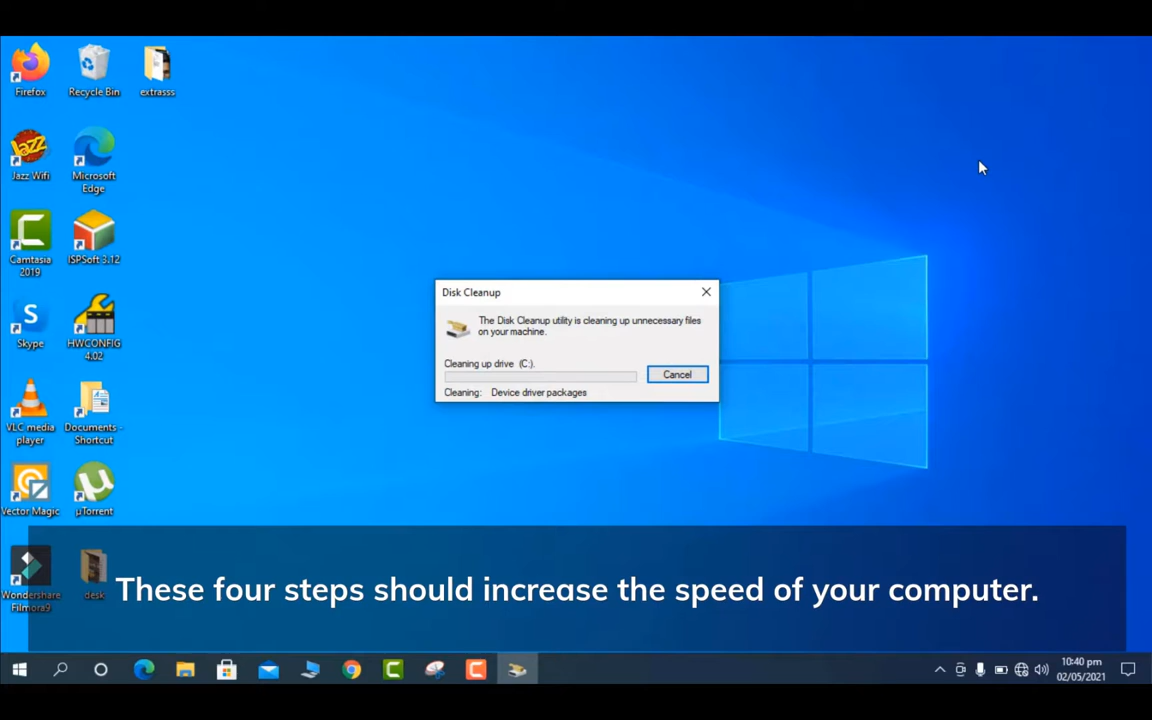 Firefox
Recycle Bin
extrasss
Jazz Wifi
Microsoft
Edge
Camtasia
2019
ISPSoft 3.12
Skype
HWCONFIG
4.02
VLC media
player
Documents -
Shortcut
Vector Magic
µTorrent
Wondershare
Filmora9
desk
Disk Cleanup
The Disk Cleanup utility is cleaning up unnecessary files
on your machine.
Cleaning up drive (C:).
Cancel
Cleaning: Device driver packages
These four steps should increase the speed of your computer.
10:40 pm
02/05/2021